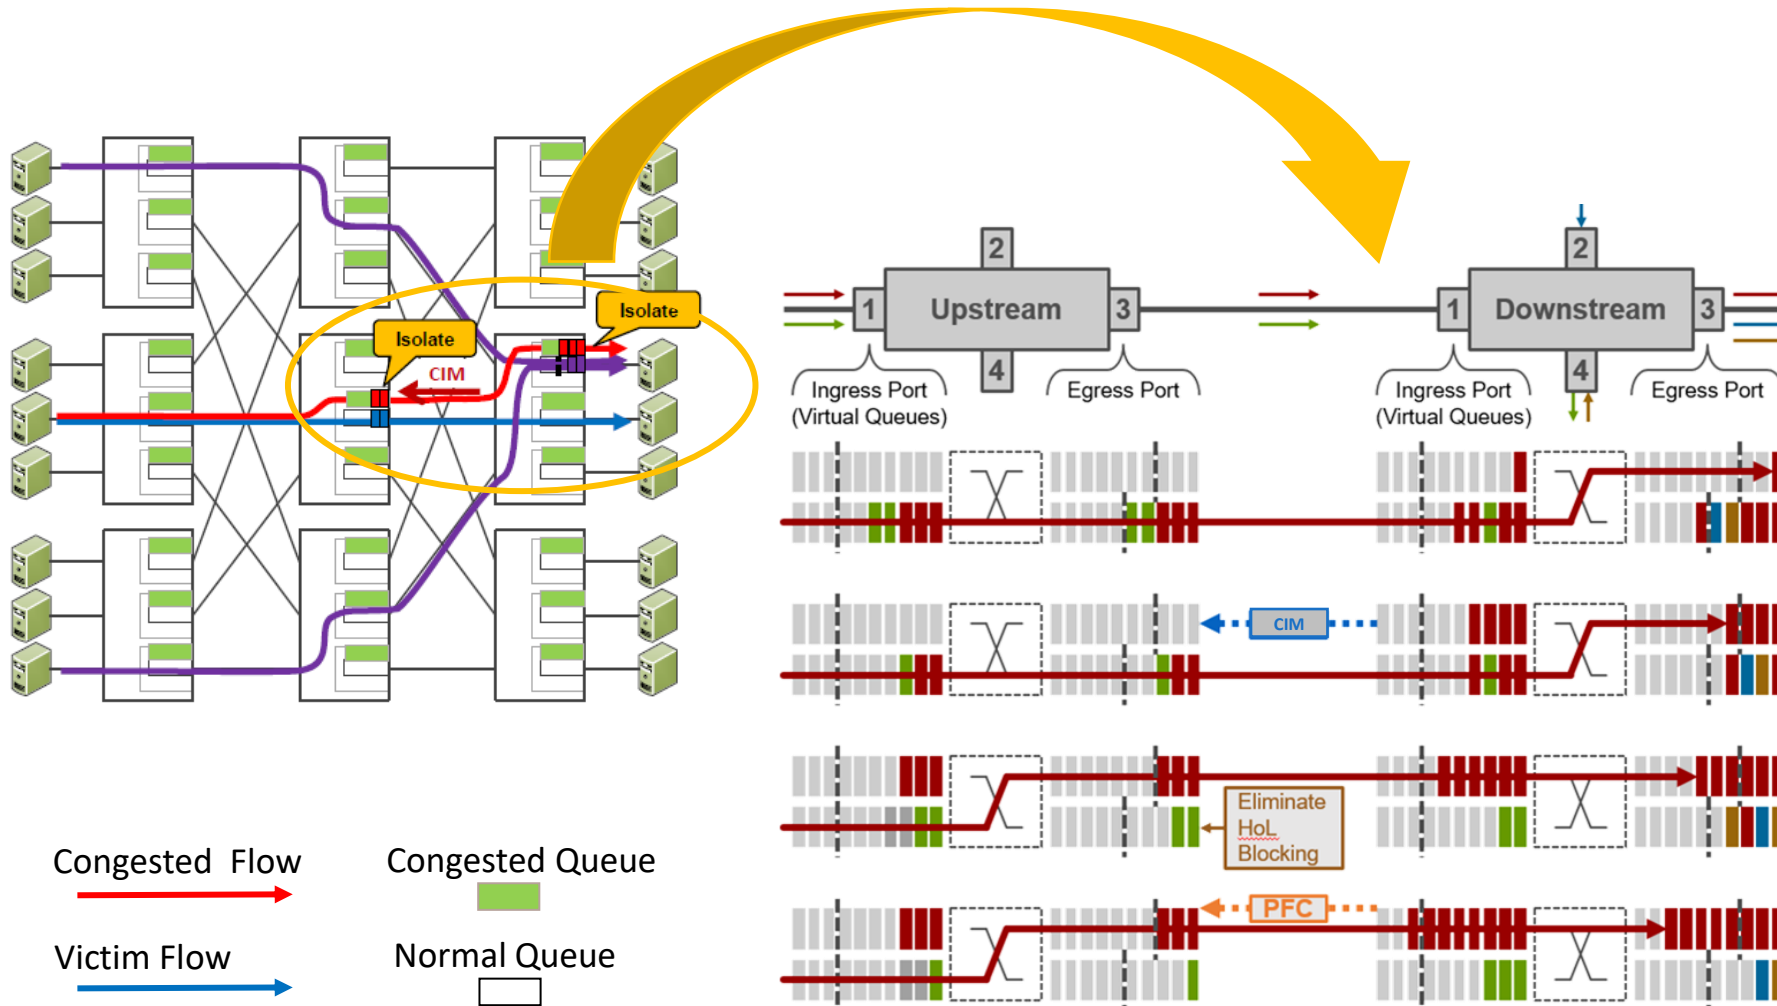 2
2
1
Upstream
3
1
Downstream
3
4
4
Isolate
Isolate
CIM
Ingress Port
(Virtual Queues)
Egress Port
Ingress Port
(Virtual Queues)
Egress Port
CIM
Eliminate
HoL
Blocking
PFC
Congested Flow
Congested Queue
Victim Flow
Normal Queue